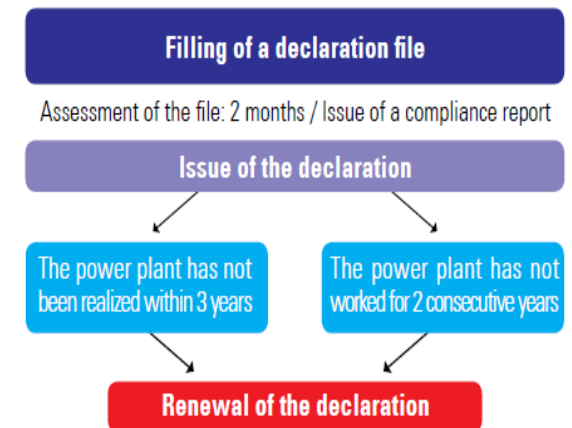 Filling of a declaration file
Assessment of the file: 2 months / Issue of a compliance report
Issue of the declaration
The power plant has not
been realized within 3 years
The power plant has not
worked for 2 consecutive years
Renewal of the declaration